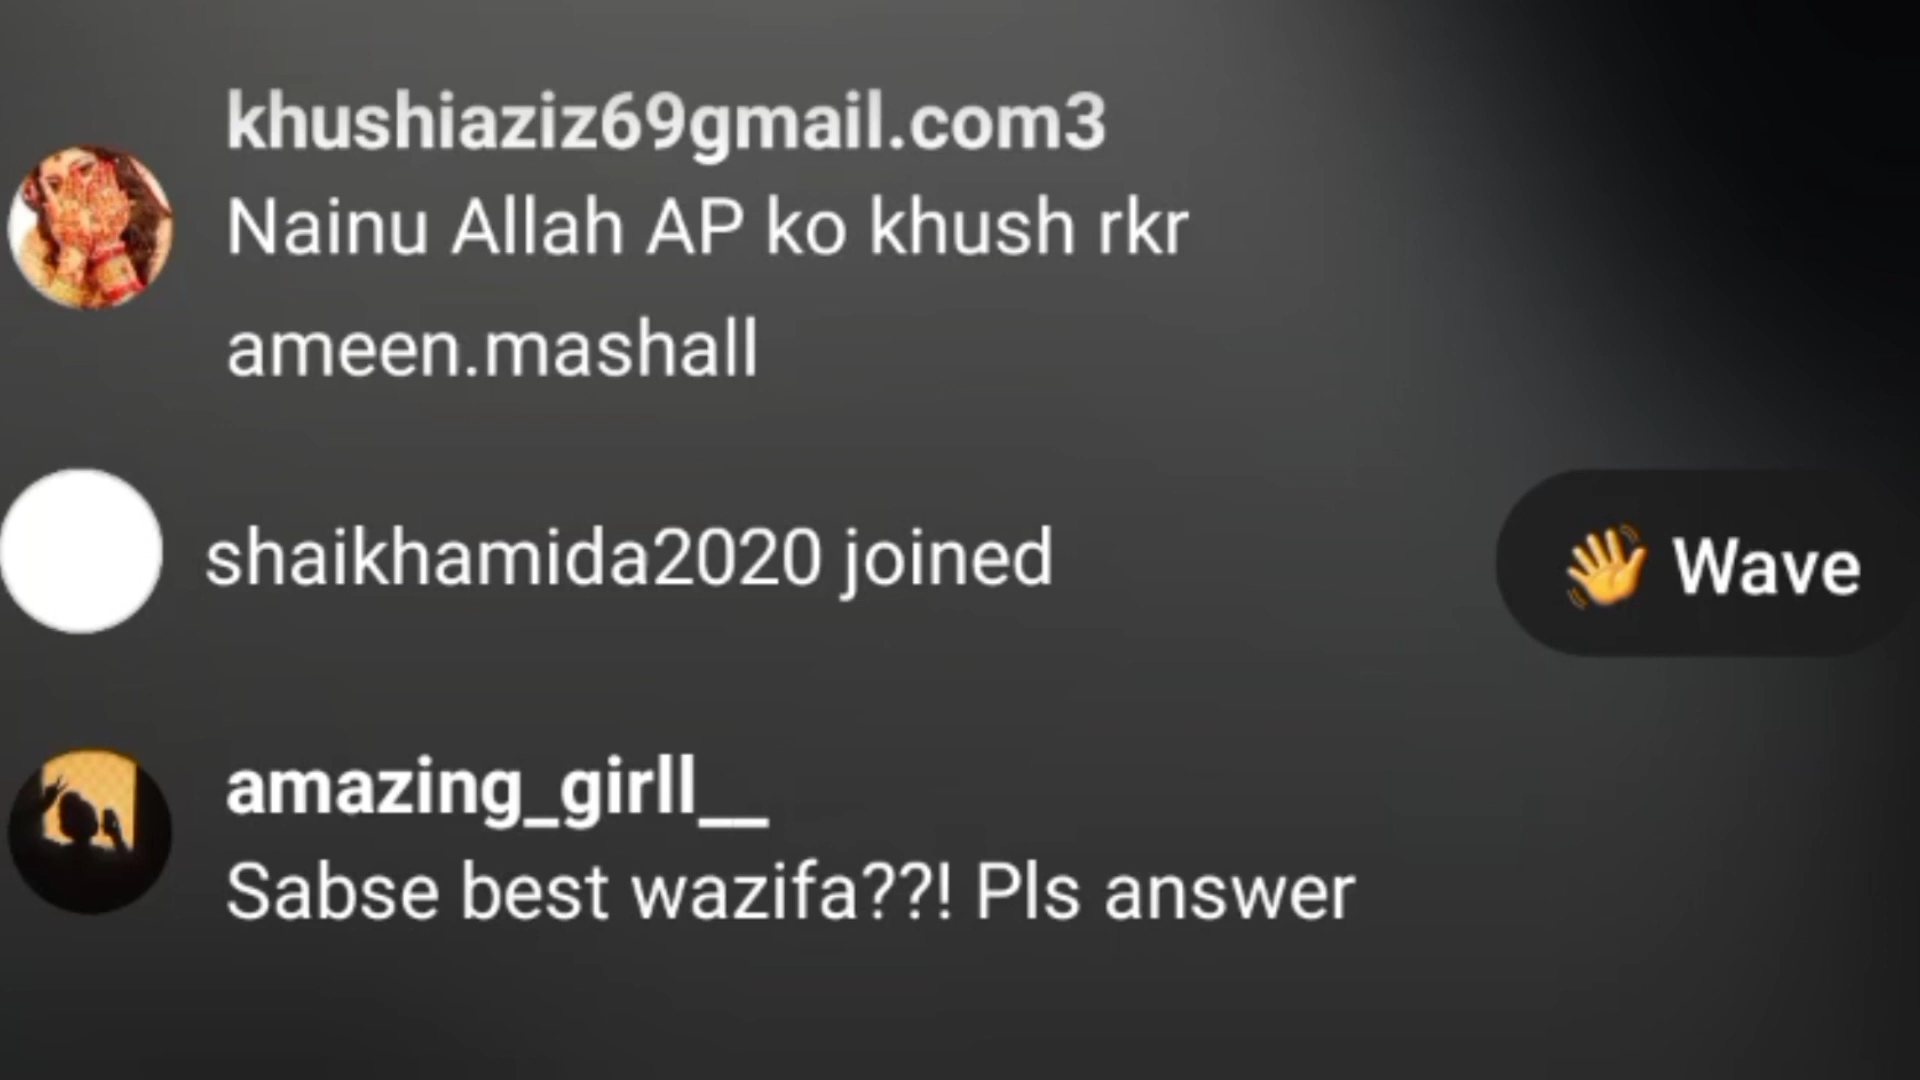 khushiaziz69gmail.com3
Nainu Allah AP ko khush rkr
ameen.mashall
shaikhamida2020 joined
👋 Wave
amazing_girll__
Sabse best wazifa??! Pls answer